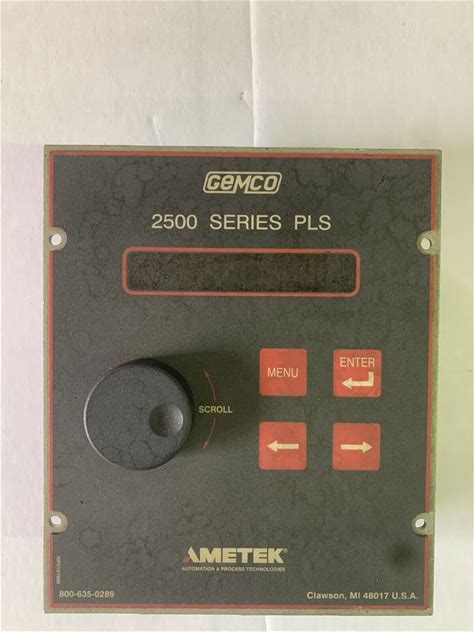 GEMCO
2500 SERIES PLS
MENU
ENTER
SCROLL
AMETEK®
AUTOMATION & PROCESS TECHNOLOGIES
800-635-0289
Clawson, MI 48017 U.S.A.